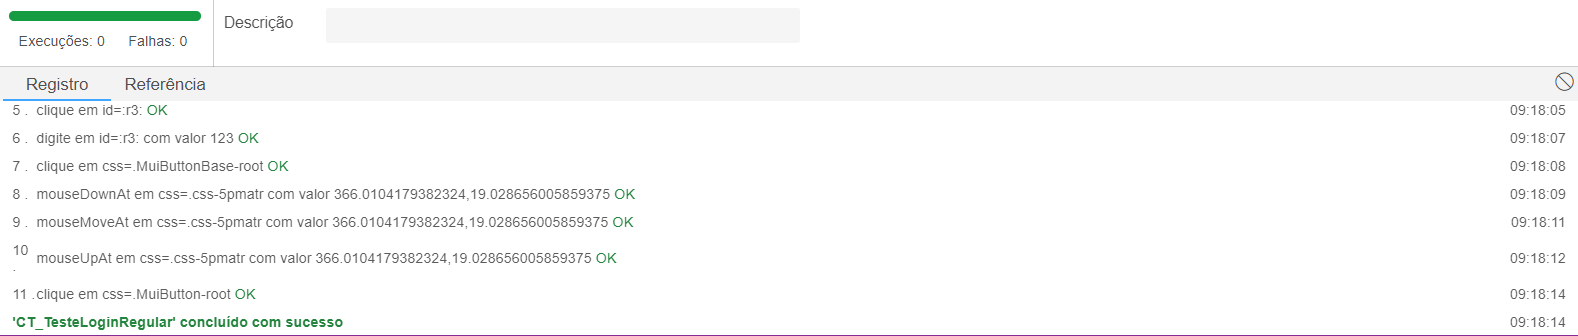 Execuções: 0 Falhas: 0
Descrição
Registro Referência
5 . clique em id=:r3: OK 09:18:05
6 . digite em id=:r3: com valor 123 OK 09:18:07
7 . clique em css=.MuiButtonBase-root OK 09:18:08
8 . mouseDownAt em css=.css-5pmatr com valor 366.0104179382324,19.028656005859375 OK 09:18:09
9 . mouseMoveAt em css=.css-5pmatr com valor 366.0104179382324,19.028656005859375 OK 09:18:11
10 . mouseUpAt em css=.css-5pmatr com valor 366.0104179382324,19.028656005859375 OK 09:18:12
11 . clique em css=.MuiButton-root OK 09:18:14
'CT_TesteLoginRegular' concluído com sucesso 09:18:14